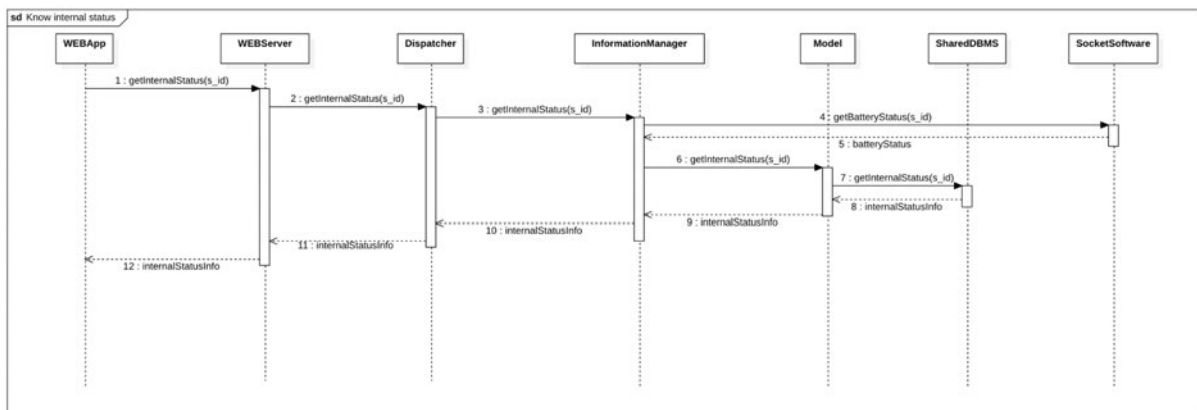 sd Know internal status
WEBApp
WEBServer
Dispatcher
InformationManager
Model
SharedDBMS
SocketSoftware
1 : getInternalStatus(s_id)
2 : getInternalStatus(s_id)
3 : getInternalStatus(s_id)
4 : getBatteryStatus(s_id)
5 : batteryStatus
6 : getInternalStatus(s_id)
7 : getInternalStatus(s_id)
8 : internalStatusInfo
9 : internalStatusInfo
10 : internalStatusInfo
11 : internalStatusInfo
12 : internalStatusInfo